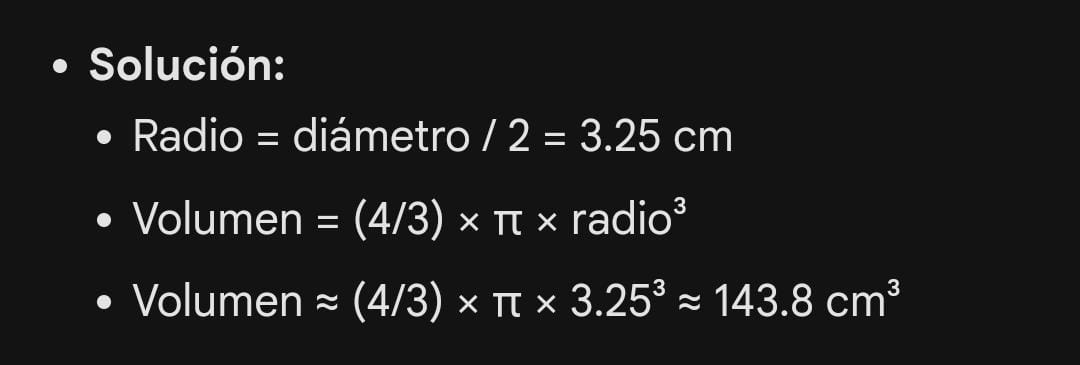 • Solución:
• Radio = diámetro / 2 = 3.25 cm
• Volumen = (4/3) × π × radio³
• Volumen ≈ (4/3) × π × 3.25³ ≈ 143.8 cm³